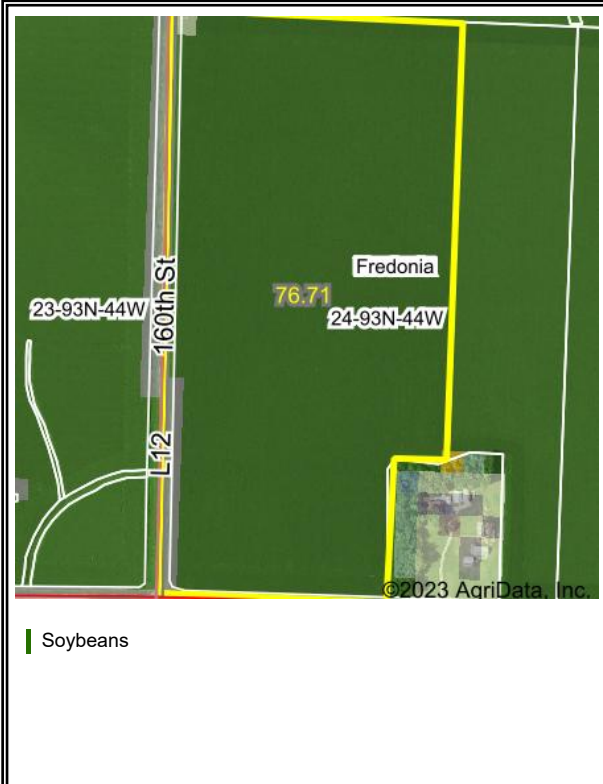 Fredonia
76.71
23-93N-44W
160th St
24-93N-44W
L12
©2023 AgriData, Inc.
Soybeans